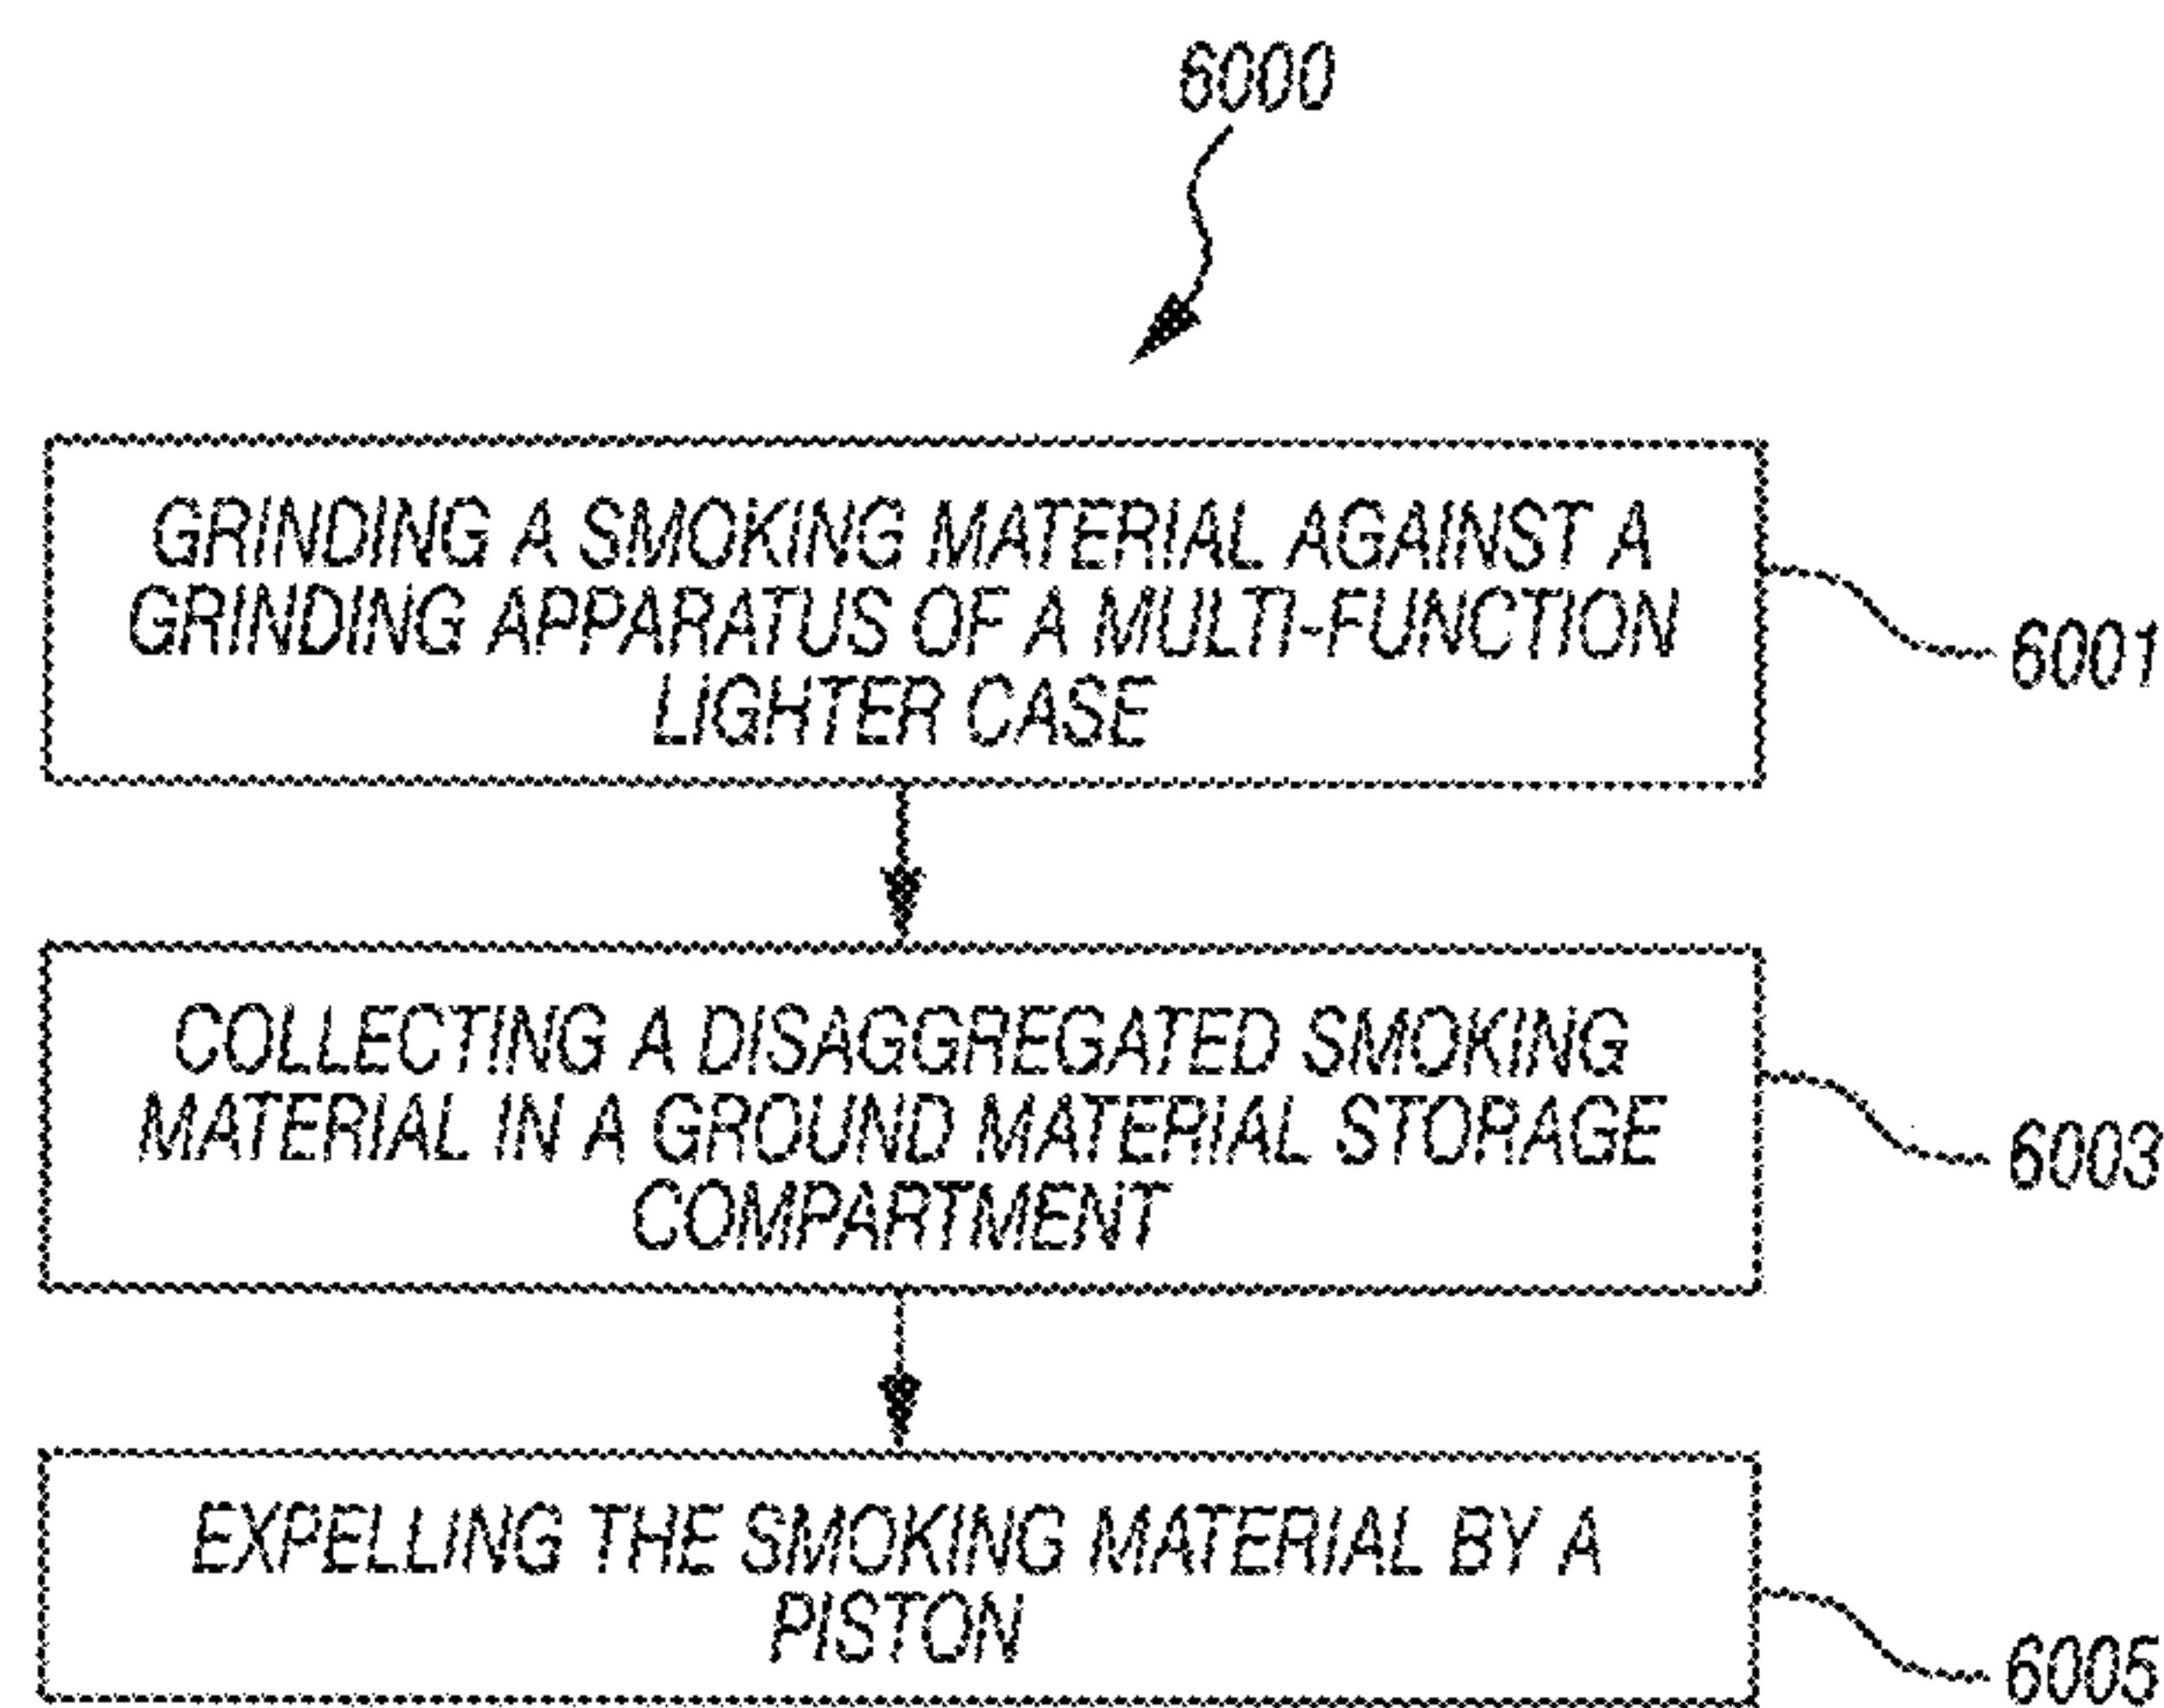 6000
GRINDING A SMOKING MATERIAL AGAINST A
GRINDING APPARATUS OF A MULTI-FUNCTION
LIGHTER CASE
6001
COLLECTING A DISAGGREGATED SMOKING
MATERIAL IN A GROUND MATERIAL STORAGE
COMPARTMENT
6003
EXPELLING THE SMOKING MATERIAL BY A
PISTON
6005